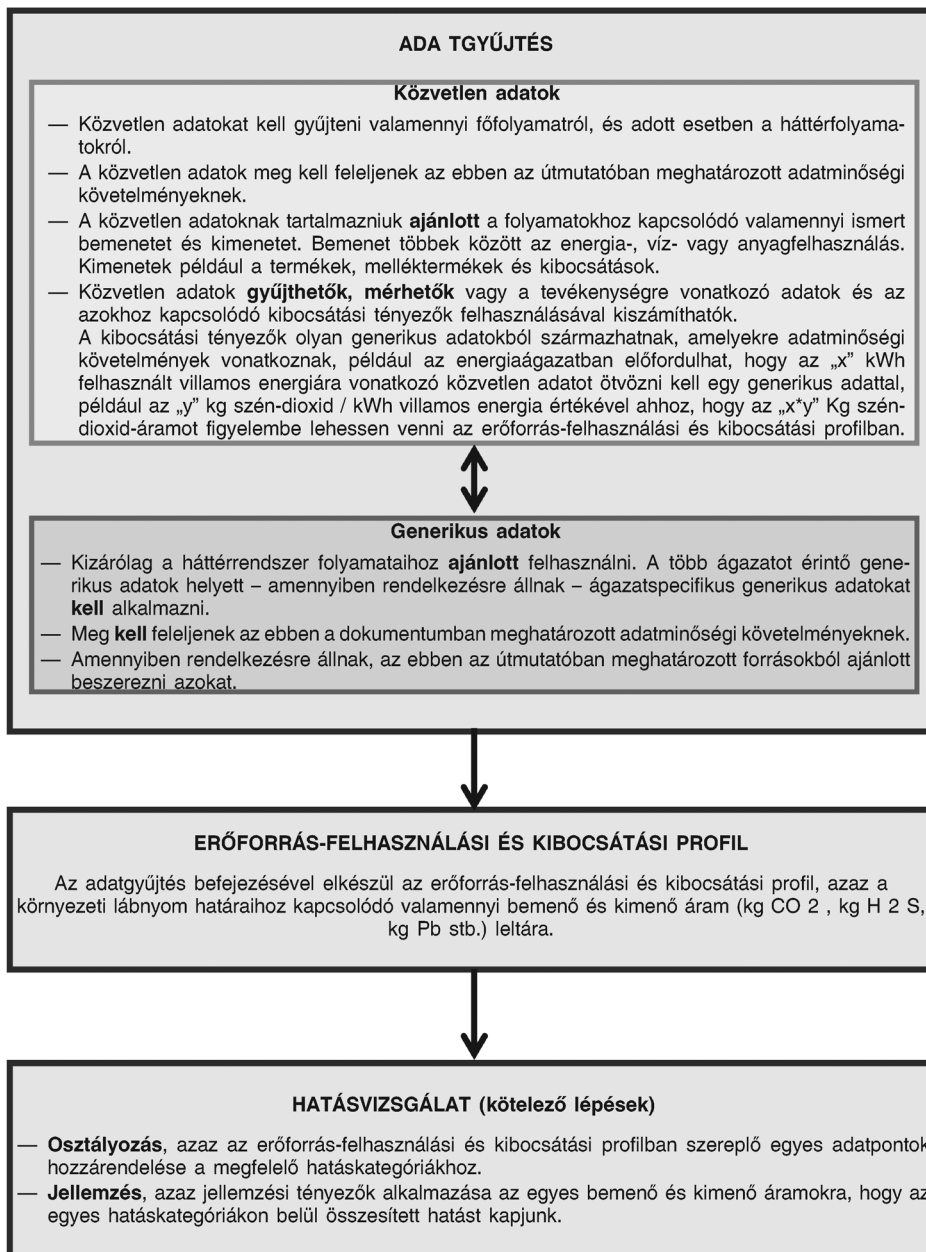 ADA TGYŰJTÉS
Közvetlen adatok
— Közvetlen adatokat kell gyűjteni valamennyi főfolyamatról, és adott esetben a háttérfolyama-
tokról.
— A közvetlen adatok meg kell feleljenek az ebben az útmutatóban meghatározott adatminőségi
követelményeknek.
— A közvetlen adatoknak tartalmazniuk ajánlott a folyamatokhoz kapcsolódó valamennyi ismert
bemenetet és kimenetet. Bemenet többek között az energia-, víz- vagy anyagfelhasználás.
Kimenetek például a termékek, melléktermékek és kibocsátások.
— Közvetlen adatok gyűjthetők, mérhetők vagy a tevékenységre vonatkozó adatok és az
azokhoz kapcsolódó kibocsátási tényezők felhasználásával kiszámíthatók.
A kibocsátási tényezők olyan generikus adatokból származhatnak, amelyekre adatminőségi
követelmények vonatkoznak, például az energiaágazatban előfordulhat, hogy az „x” kWh
felhasznált villamos energiára vonatkozó közvetlen adatot ötvözni kell egy generikus adattal,
például az „y” kg szén-dioxid / kWh villamos energia értékével ahhoz, hogy az „x*y” Kg szén-
dioxid-áramot figyelembe lehessen venni az erőforrás-felhasználási és kibocsátási profilban.
Generikus adatok
— Kizárólag a háttérrendszer folyamataihoz ajánlott felhasználni. A több ágazatot érintő gene-
rikus adatok helyett – amennyiben rendelkezésre állnak – ágazatspecifikus generikus adatokat
kell alkalmazni.
— Meg kell feleljenek az ebben a dokumentumban meghatározott adatminőségi követelményeknek.
— Amennyiben rendelkezésre állnak, az ebben az útmutatóban meghatározott forrásokból ajánlott
beszerezni azokat.
ERŐFORRÁS-FELHASZNÁLÁSI ÉS KIBOCSÁTÁSI PROFIL
Az adatgyűjtés befejezésével elkészül az erőforrás-felhasználási és kibocsátási profil, azaz a
környezeti lábnyom határaihoz kapcsolódó valamennyi bemenő és kimenő áram (kg CO 2 , kg H 2 S,
kg Pb stb.) leltára.
HATÁSVIZSGÁLAT (kötelező lépések)
— Osztályozás, azaz az erőforrás-felhasználási és kibocsátási profilban szereplő egyes adatpontok
hozzárendelése a megfelelő hatáskategóriákhoz.
— Jellemzés, azaz jellemzési tényezők alkalmazása az egyes bemenő és kimenő áramokra, hogy az
egyes hatáskategóriákon belül összesített hatást kapjunk.